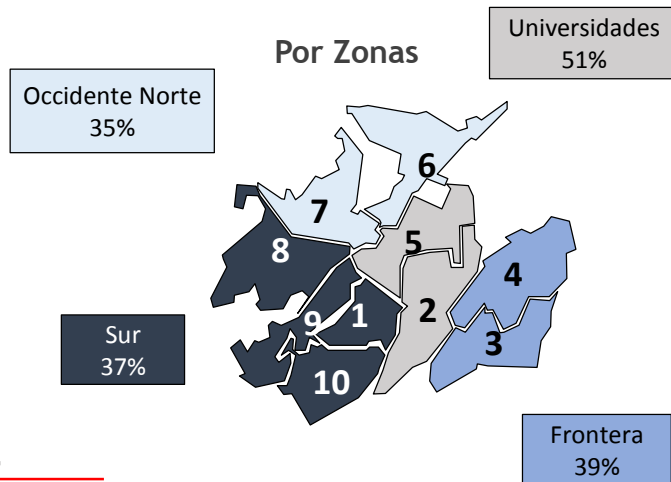 Universidades
51%
Por Zonas
Occidente Norte
35%
6
7
5
8
4
2
1
9
3
10
Sur
37%
Frontera
39%